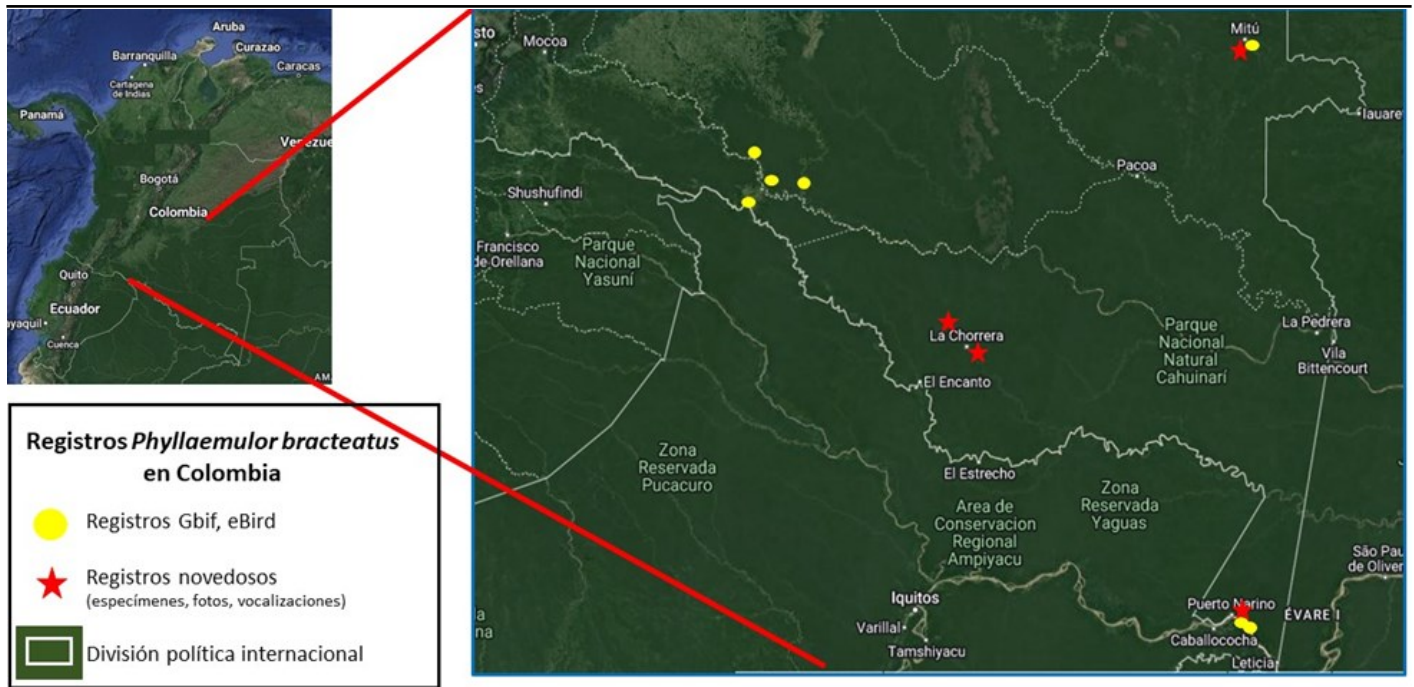 Aruba
Barranquilla
Curazao
Caracas
Cartagena
de Indias
Panamá
Venezue
Bogotá
Colombia
Quito
Ecuador
ayaquil
Cuenca
AM
Registros Phyllaemulor bracteatus
en Colombia
Registros Gbif, eBird
Registros novedosos
(especímenes, fotos, vocalizaciones)
División política internacional
sto
Mocoa
Mitú
Iauaret
Pacoa
Shushufindi
Francisco
de Orellana
Parque
Nacional
Yasuní
La Chorrera
Parque
Nacional
Natural
Cahuinarí
La Pedrera
Vila
Bittencourt
El Encanto
Zona
Reservada
Pucacuro
El Estrecho
Area de
Conservacion
Regional
Ampiyacu
Zona
Reservada
Yaguas
São Pau
de Oliven
Iquitos
Puerto Narino
ÉVARE I
Varillal
Caballococha
Tamshiyacu
Leticia